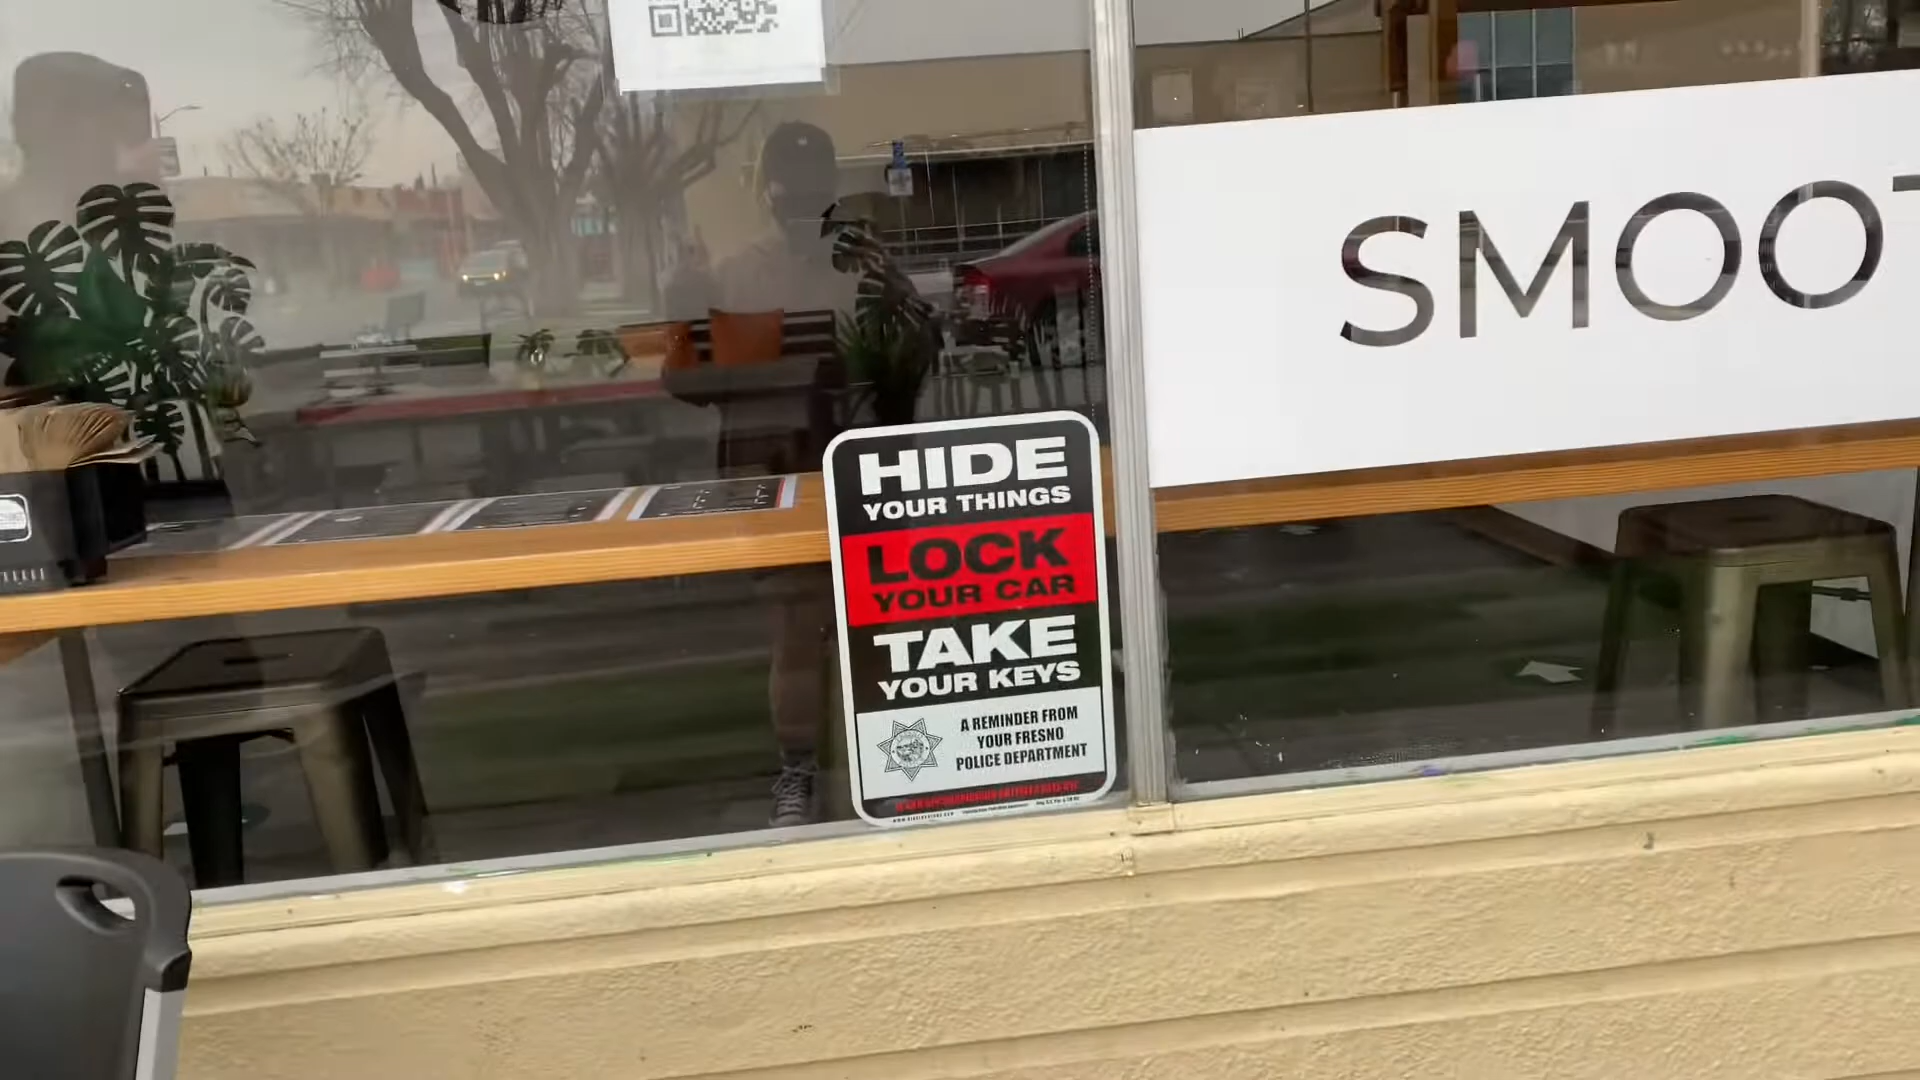 SMOOT
HIDE
YOUR THINGS
LOCK
YOUR CAR
TAKE
YOUR KEYS
A REMINDER FROM
YOUR FRESNO
POLICE DEPARTMENT